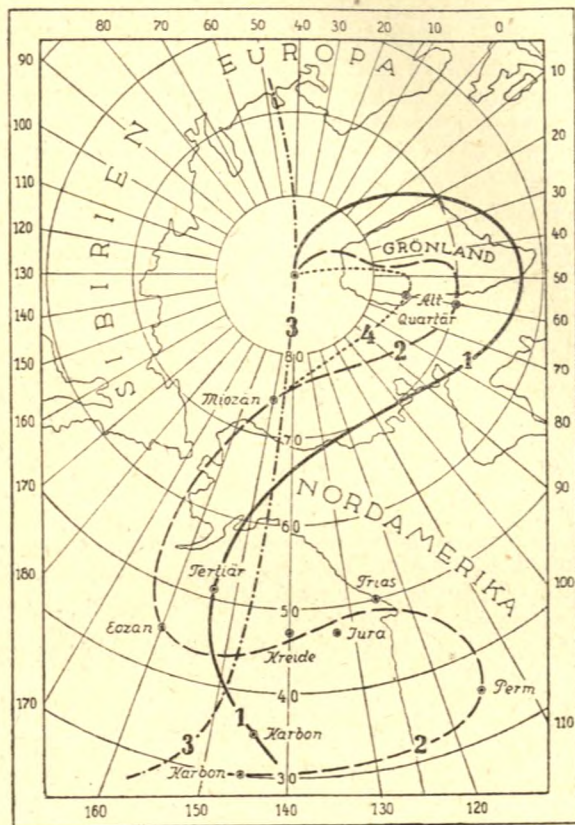 80 70 60 50 40 30 20 10 0
90
100
110
120
130
140
150
160
170
180
170
10
20
30
40
50
60
70
80
90
100
110
160 150 140 130 120
EUROPA
SIBIRIEN
GRÖNLAND
NORDAMERIKA
Alt
Quartär
3
4
2
1
80
Miozän
70
60
Tertiär
Trias
50
Eozän
Kreide
Jura
40
Perm
1
Karbon
3
2
Karbon
30